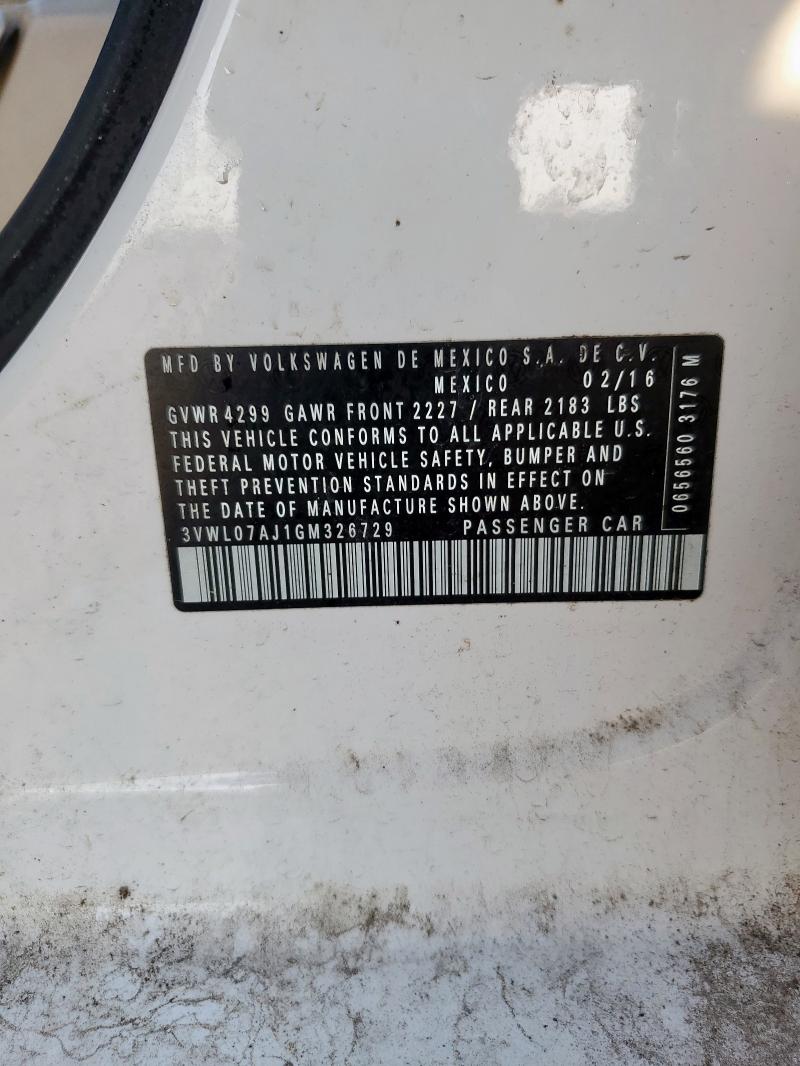 MFD BY VOLKSWAGEN DE MEXICO S.A. DE C.V.
MEXICO 02/16
GVWR 4299 GAWR FRONT 2227 / REAR 2183 LBS
THIS VEHICLE CONFORMS TO ALL APPLICABLE U.S.
FEDERAL MOTOR VEHICLE SAFETY, BUMPER AND
THEFT PREVENTION STANDARDS IN EFFECT ON
THE DATE OF MANUFACTURE SHOWN ABOVE.
3VWL07AJ1GM326729 PASSENGER CAR
0656560 3176 M